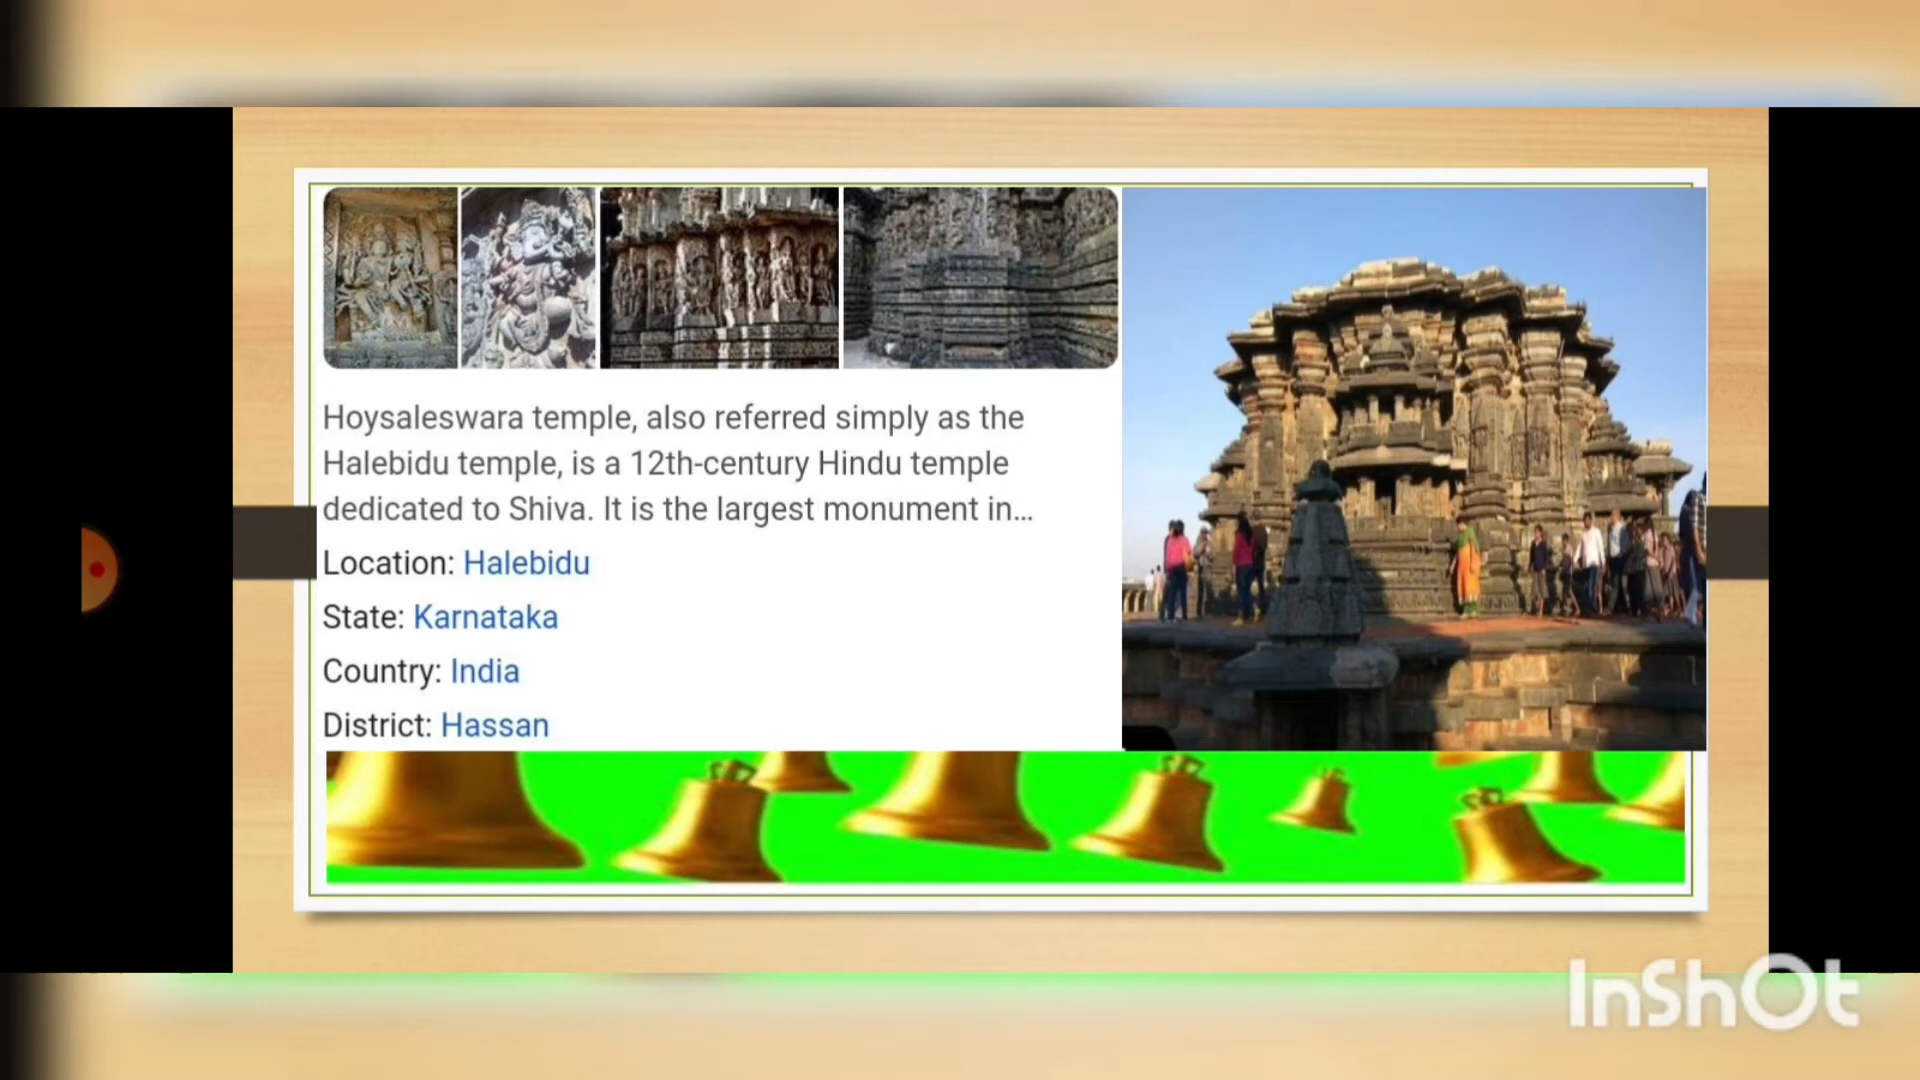 Hoysaleswara temple, also referred simply as the
Halebidu temple, is a 12th-century Hindu temple
dedicated to Shiva. It is the largest monument in...
Location: Halebidu
State: Karnataka
Country: India
District: Hassan
InShOt